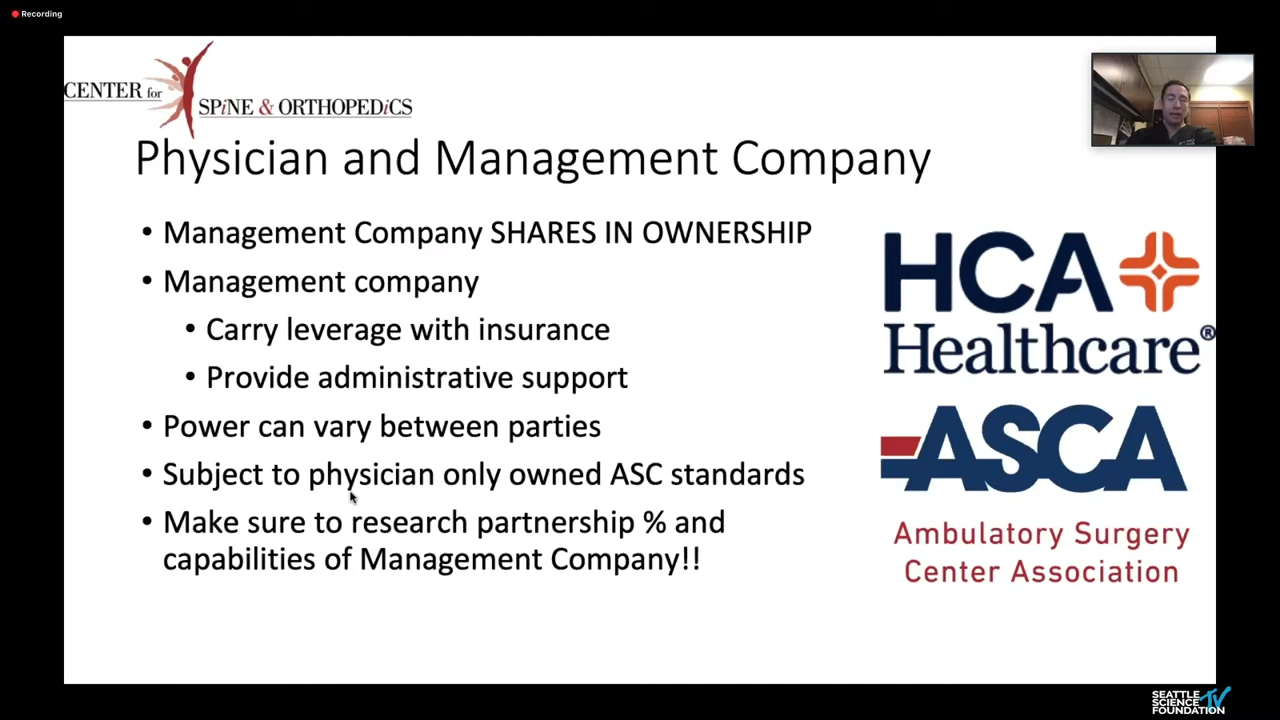 Recording
CENTER for
SPiNE & ORTHOPEDiCS
Physician and Management Company
• Management Company SHARES IN OWNERSHIP
• Management company
• Carry leverage with insurance
• Provide administrative support
• Power can vary between parties
• Subject to physician only owned ASC standards
• Make sure to research partnership % and
capabilities of Management Company!!
HCA
Healthcare®
ASCA
Ambulatory Surgery
Center Association
SEATTLE
SCIENCE
FOUNDATION
TV